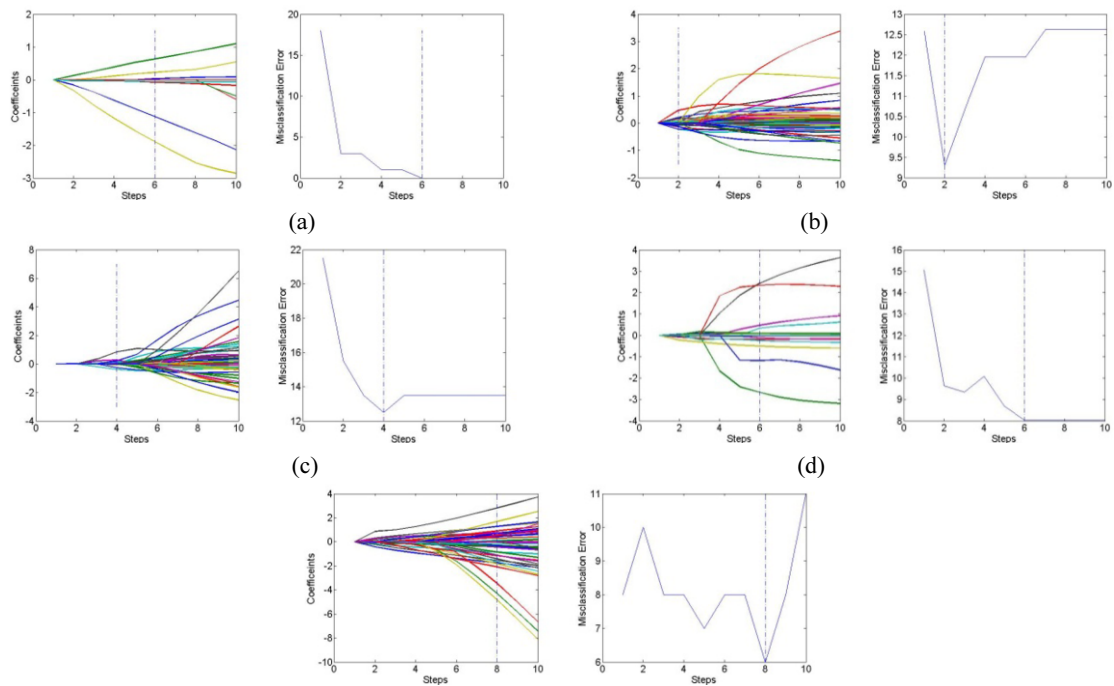 Coefficeints
2
1
0
-1
-2
-3
0 2 4 6 8 10
Steps
Misclassification Error
20
15
10
5
0
0 2 4 6 8 10
Steps
(a)
Coefficeints
4
3
2
1
0
-1
-2
0 2 4 6 8 10
Steps
Misclassification Error
13
12.5
12
11.5
11
10.5
10
9.5
9
0 2 4 6 8 10
Steps
(b)
Coefficeints
8
6
4
2
0
-2
-4
0 2 4 6 8 10
Steps
Misclassification Error
22
20
18
16
14
12
0 2 4 6 8 10
Steps
(c)
Coefficeints
4
3
2
1
0
-1
-2
-3
-4
0 2 4 6 8 10
Steps
Misclassification Error
16
15
14
13
12
11
10
9
8
0 2 4 6 8 10
Steps
(d)
Coefficeints
4
2
0
-2
-4
-6
-8
-10
0 2 4 6 8 10
Steps
Misclassification Error
11
10
9
8
7
6
0 2 4 6 8 10
Steps